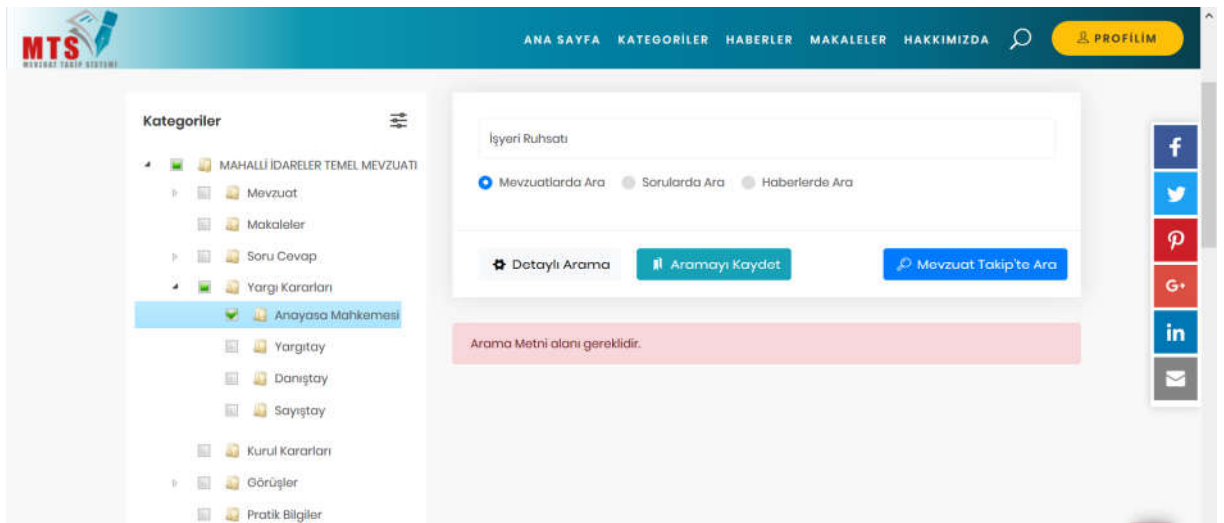 MTS
MEVZUAT TAKİP SİSTEMİ
ANA SAYFA KATEGORİLER HABERLER MAKALELER HAKKIMIZDA PROFİLİM
Kategoriler
MAHALLİ İDARELER TEMEL MEVZUATI
Mevzuat
Makaleler
Soru Cevap
Yargı Kararları
Anayasa Mahkemesi
Yargıtay
Danıştay
Sayıştay
Kurul Kararları
Görüşler
Pratik Bilgiler
İşyeri Ruhsatı
Mevzuatlarda Ara Sorularda Ara Haberlerde Ara
Detaylı Arama Aramayı Kaydet Mevzuat Takip'te Ara
Arama Metni alanı gereklidir.
f
G+
in